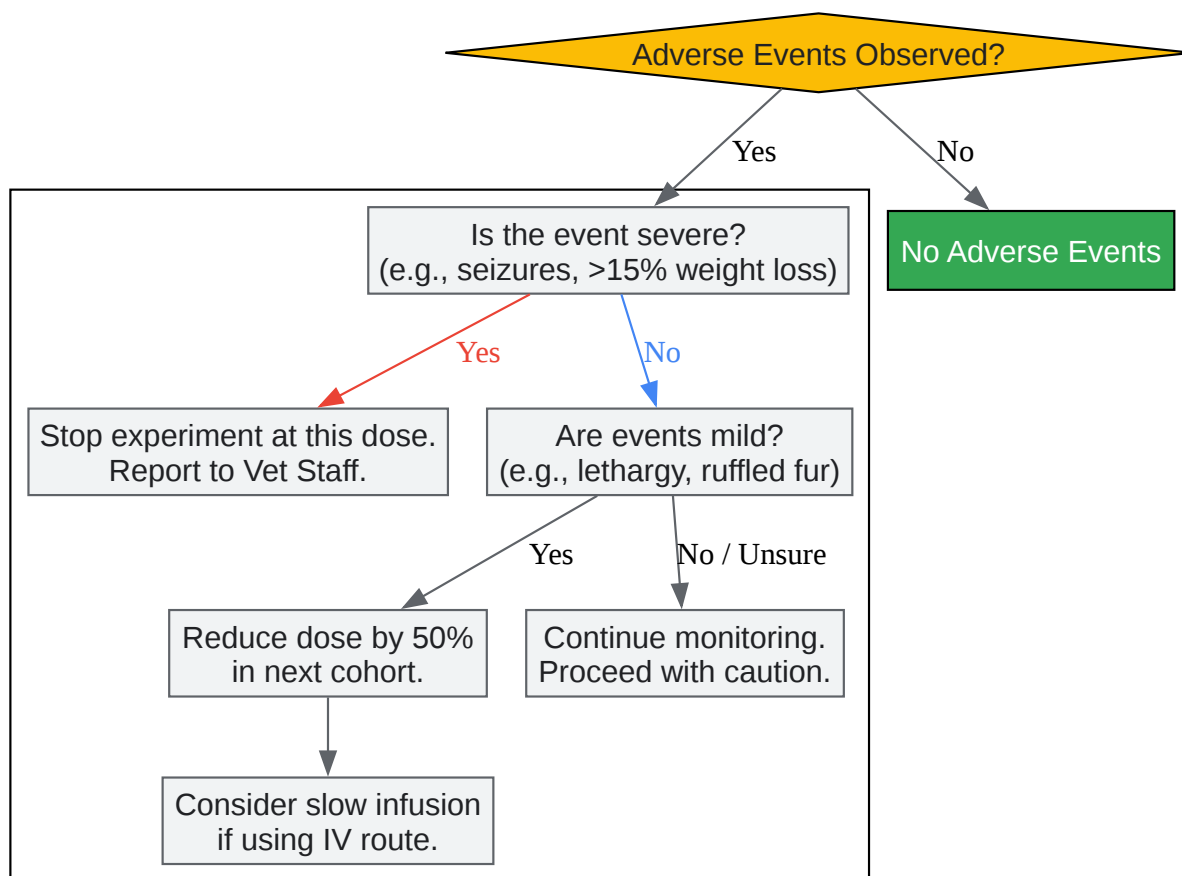 Adverse Events Observed?
Yes
No
Is the event severe?
(e.g., seizures, >15% weight loss)
No Adverse Events
Yes
No
Stop experiment at this dose.
Report to Vet Staff.
Are events mild?
(e.g., lethargy, ruffled fur)
Yes
No / Unsure
Reduce dose by 50%
in next cohort.
Continue monitoring.
Proceed with caution.
Consider slow infusion
if using IV route.